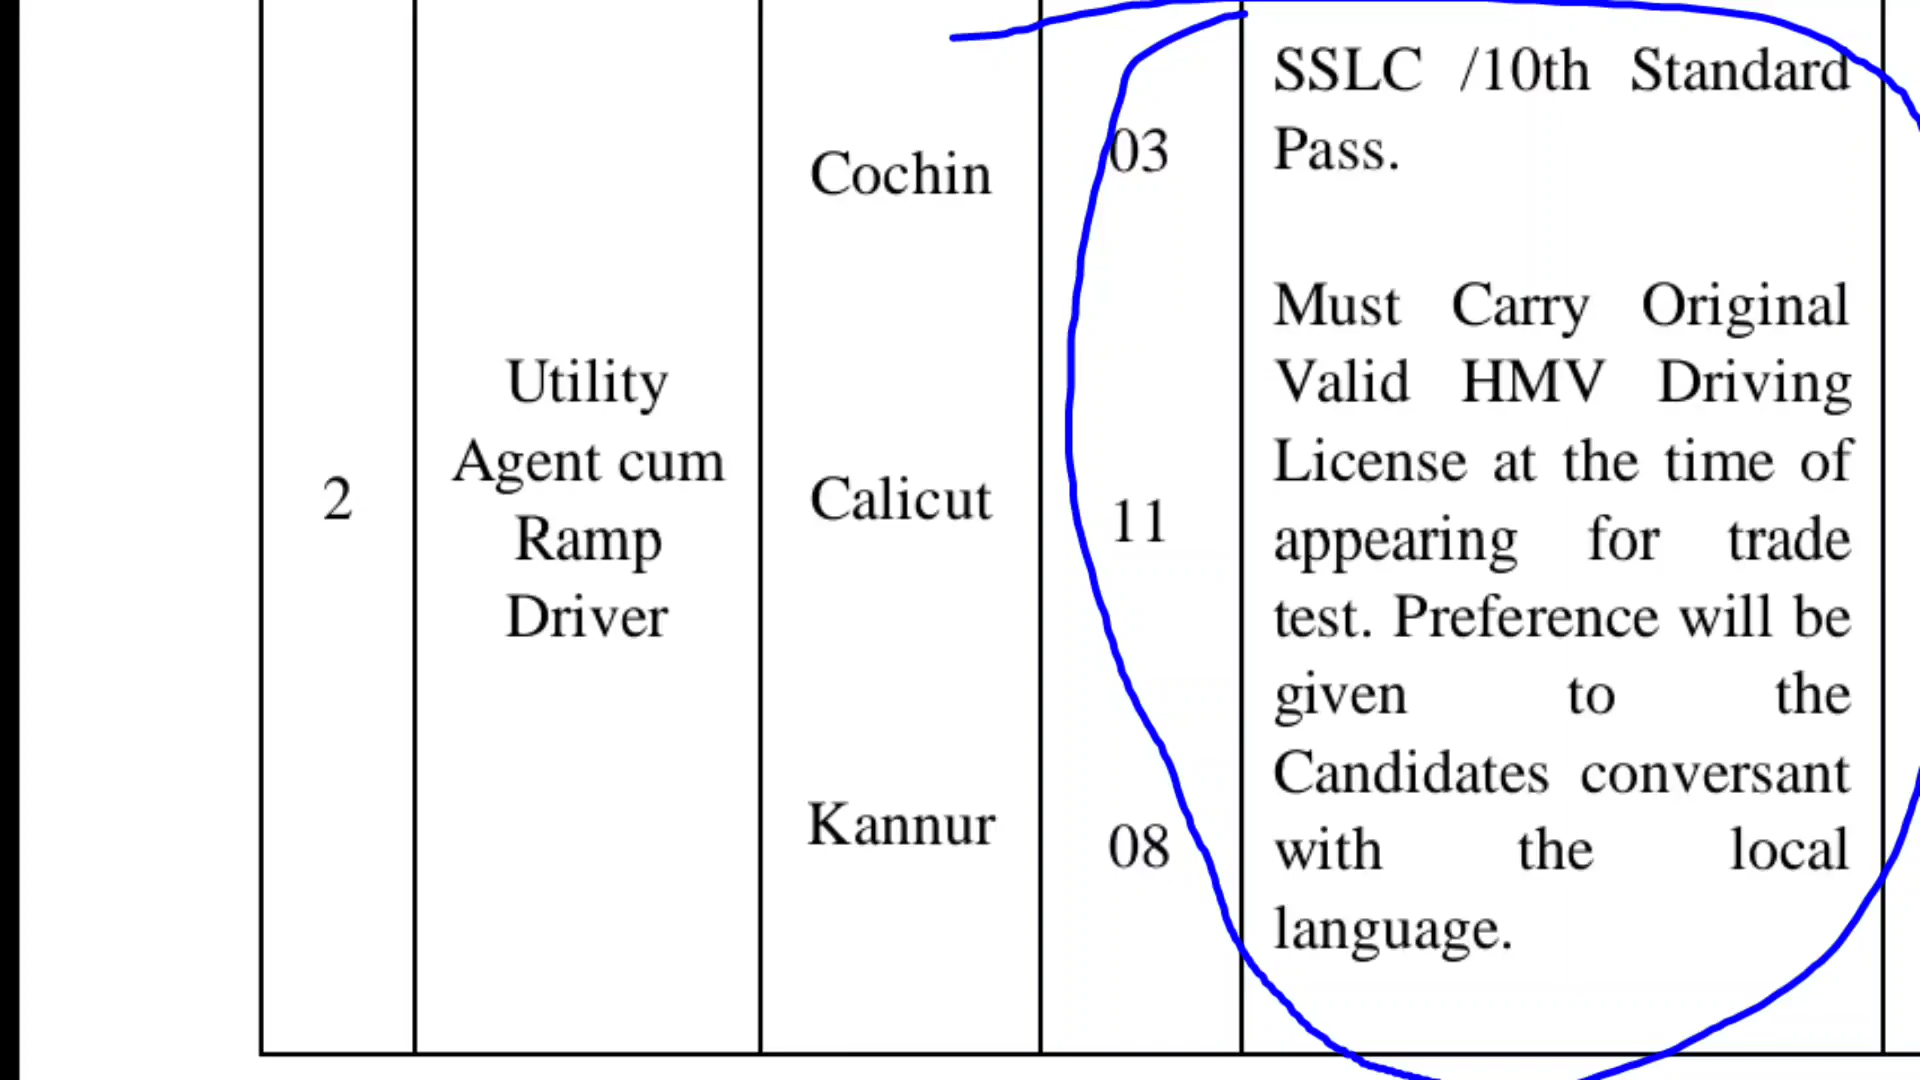 2
Utility
Agent cum
Ramp
Driver
Cochin
Calicut
Kannur
03
11
08
SSLC /10th Standard
Pass.
Must Carry Original
Valid HMV Driving
License at the time of
appearing for trade
test. Preference will be
given to the
Candidates conversant
with the local
language.